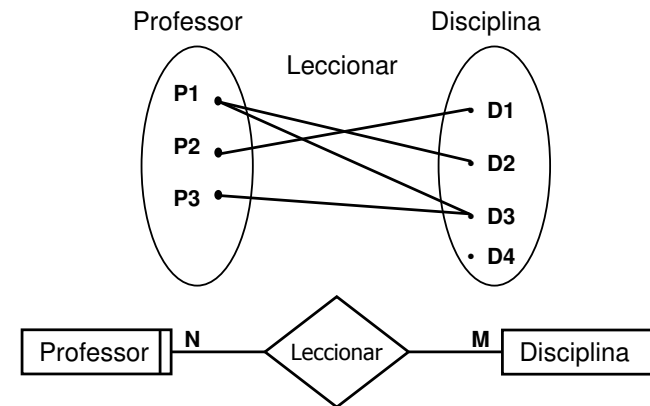 Professor Disciplina
Leccionar
P1
D1
P2
D2
P3
D3
D4
N M
Professor Leccionar Disciplina